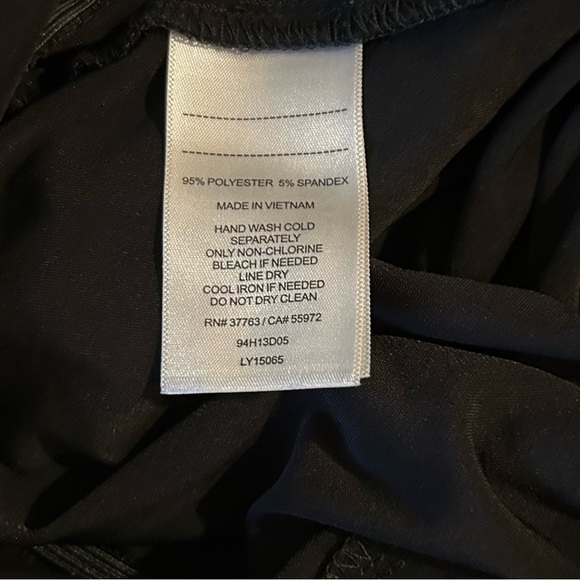 95% POLYESTER 5% SPANDEX
MADE IN VIETNAM
HAND WASH COLD
SEPARATELY
ONLY NON-CHLORINE
BLEACH IF NEEDED
LINE DRY
COOL IRON IF NEEDED
DO NOT DRY CLEAN
RN# 37763 / CA# 55972
94H13D05
LY15065